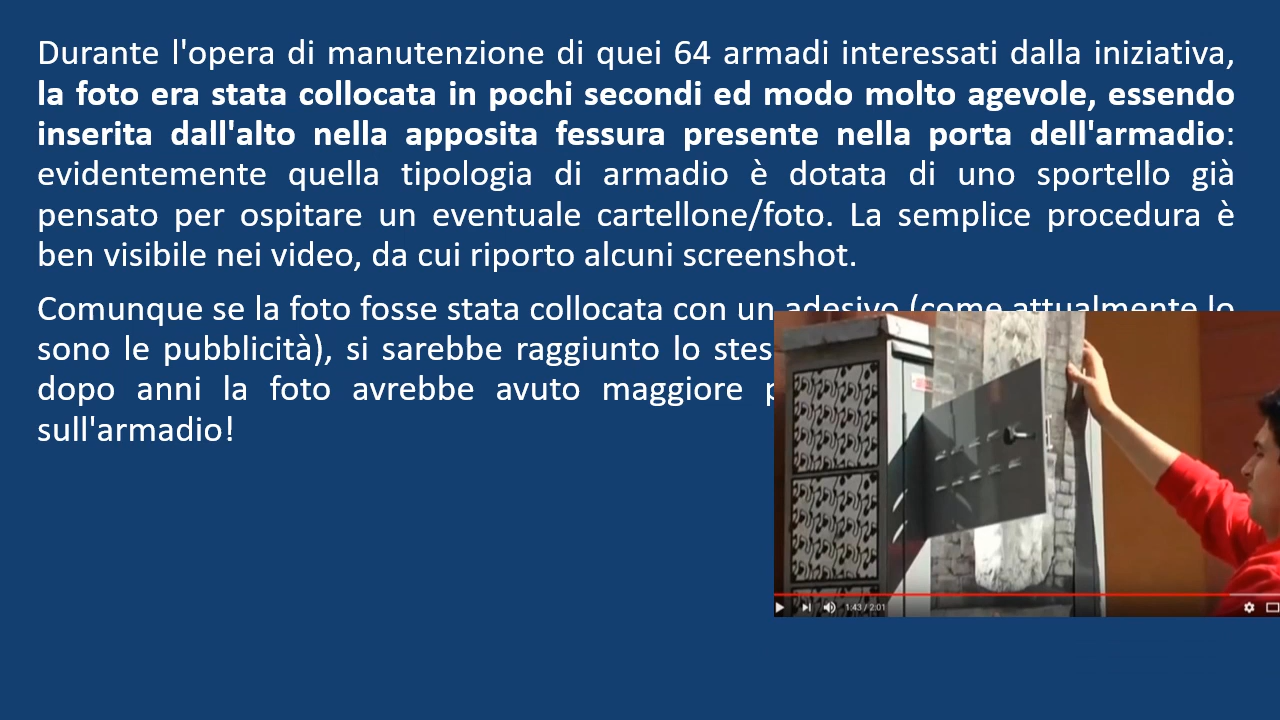 Durante l'opera di manutenzione di quei 64 armadi interessati dalla iniziativa,
la foto era stata collocata in pochi secondi ed modo molto agevole, essendo
inserita dall'alto nella apposita fessura presente nella porta dell'armadio:
evidentemente quella tipologia di armadio è dotata di uno sportello già
pensato per ospitare un eventuale cartellone/foto. La semplice procedura è
ben visibile nei video, da cui riporto alcuni screenshot.
Comunque se la foto fosse stata collocata con un adesivo (come attualmente lo
sono le pubblicità), si sarebbe raggiunto lo
dopo anni la foto avrebbe avuto maggiore
sull'armadio!
1:43 / 2:01